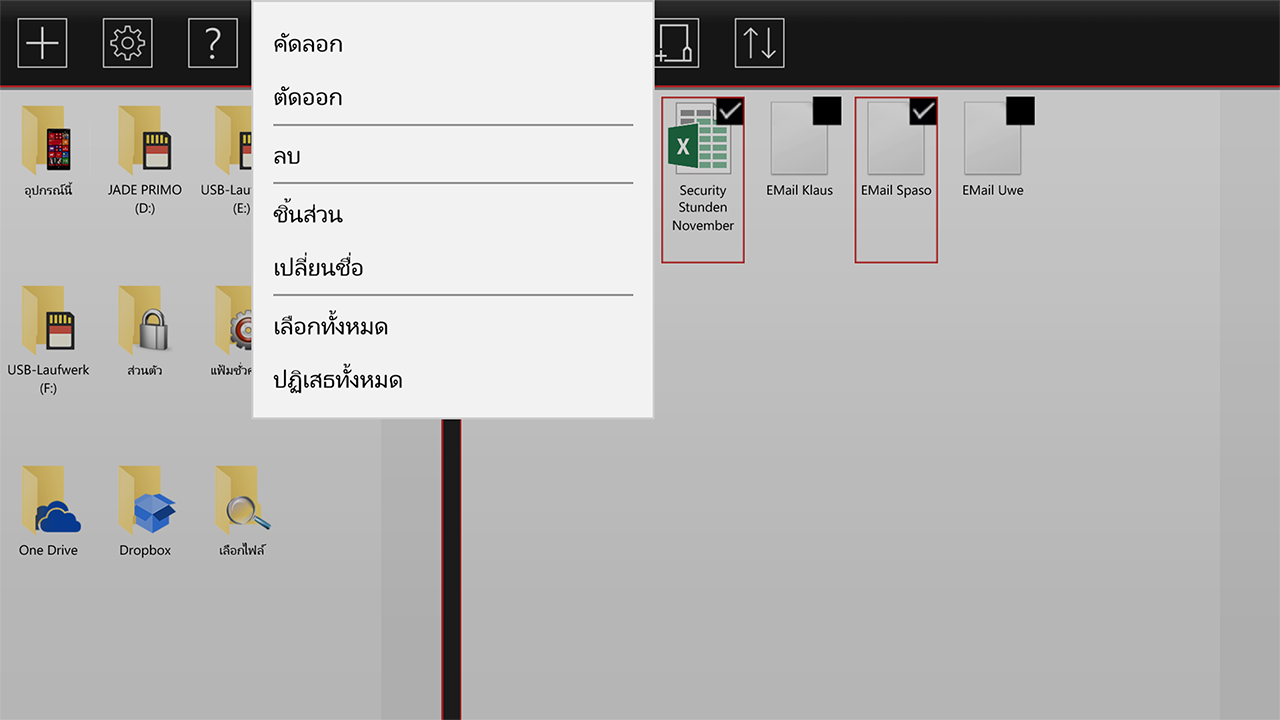 ?
คัดลอก
ตัดออก
ลบ
ชิ้นส่วน
เปลี่ยนชื่อ
เลือกทั้งหมด
ปฏิเสธทั้งหมด
อุปกรณ์นี้
JADE PRIMO
(D:)
USB-Lau
(E:)
Security
Stunden
November
EMail Klaus
EMail Spaso
EMail Uwe
USB-Laufwerk
(F:)
ส่วนตัว
แฟ้มชั่วค
One Drive
Dropbox
เลือกไฟล์